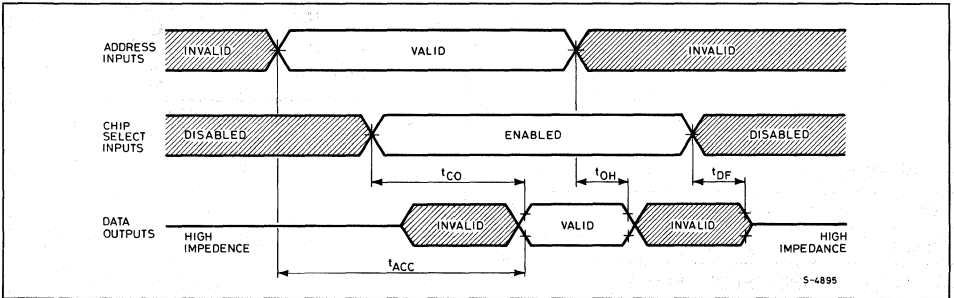 ADDRESS
INPUTS
INVALID
VALID
INVALID
CHIP
SELECT
INPUTS
DISABLED
ENABLED
DISABLED
tCO
tOH
tDF
DATA
OUTPUTS
HIGH
IMPEDENCE
INVALID
VALID
INVALID
HIGH
IMPEDANCE
tACC
S-4895